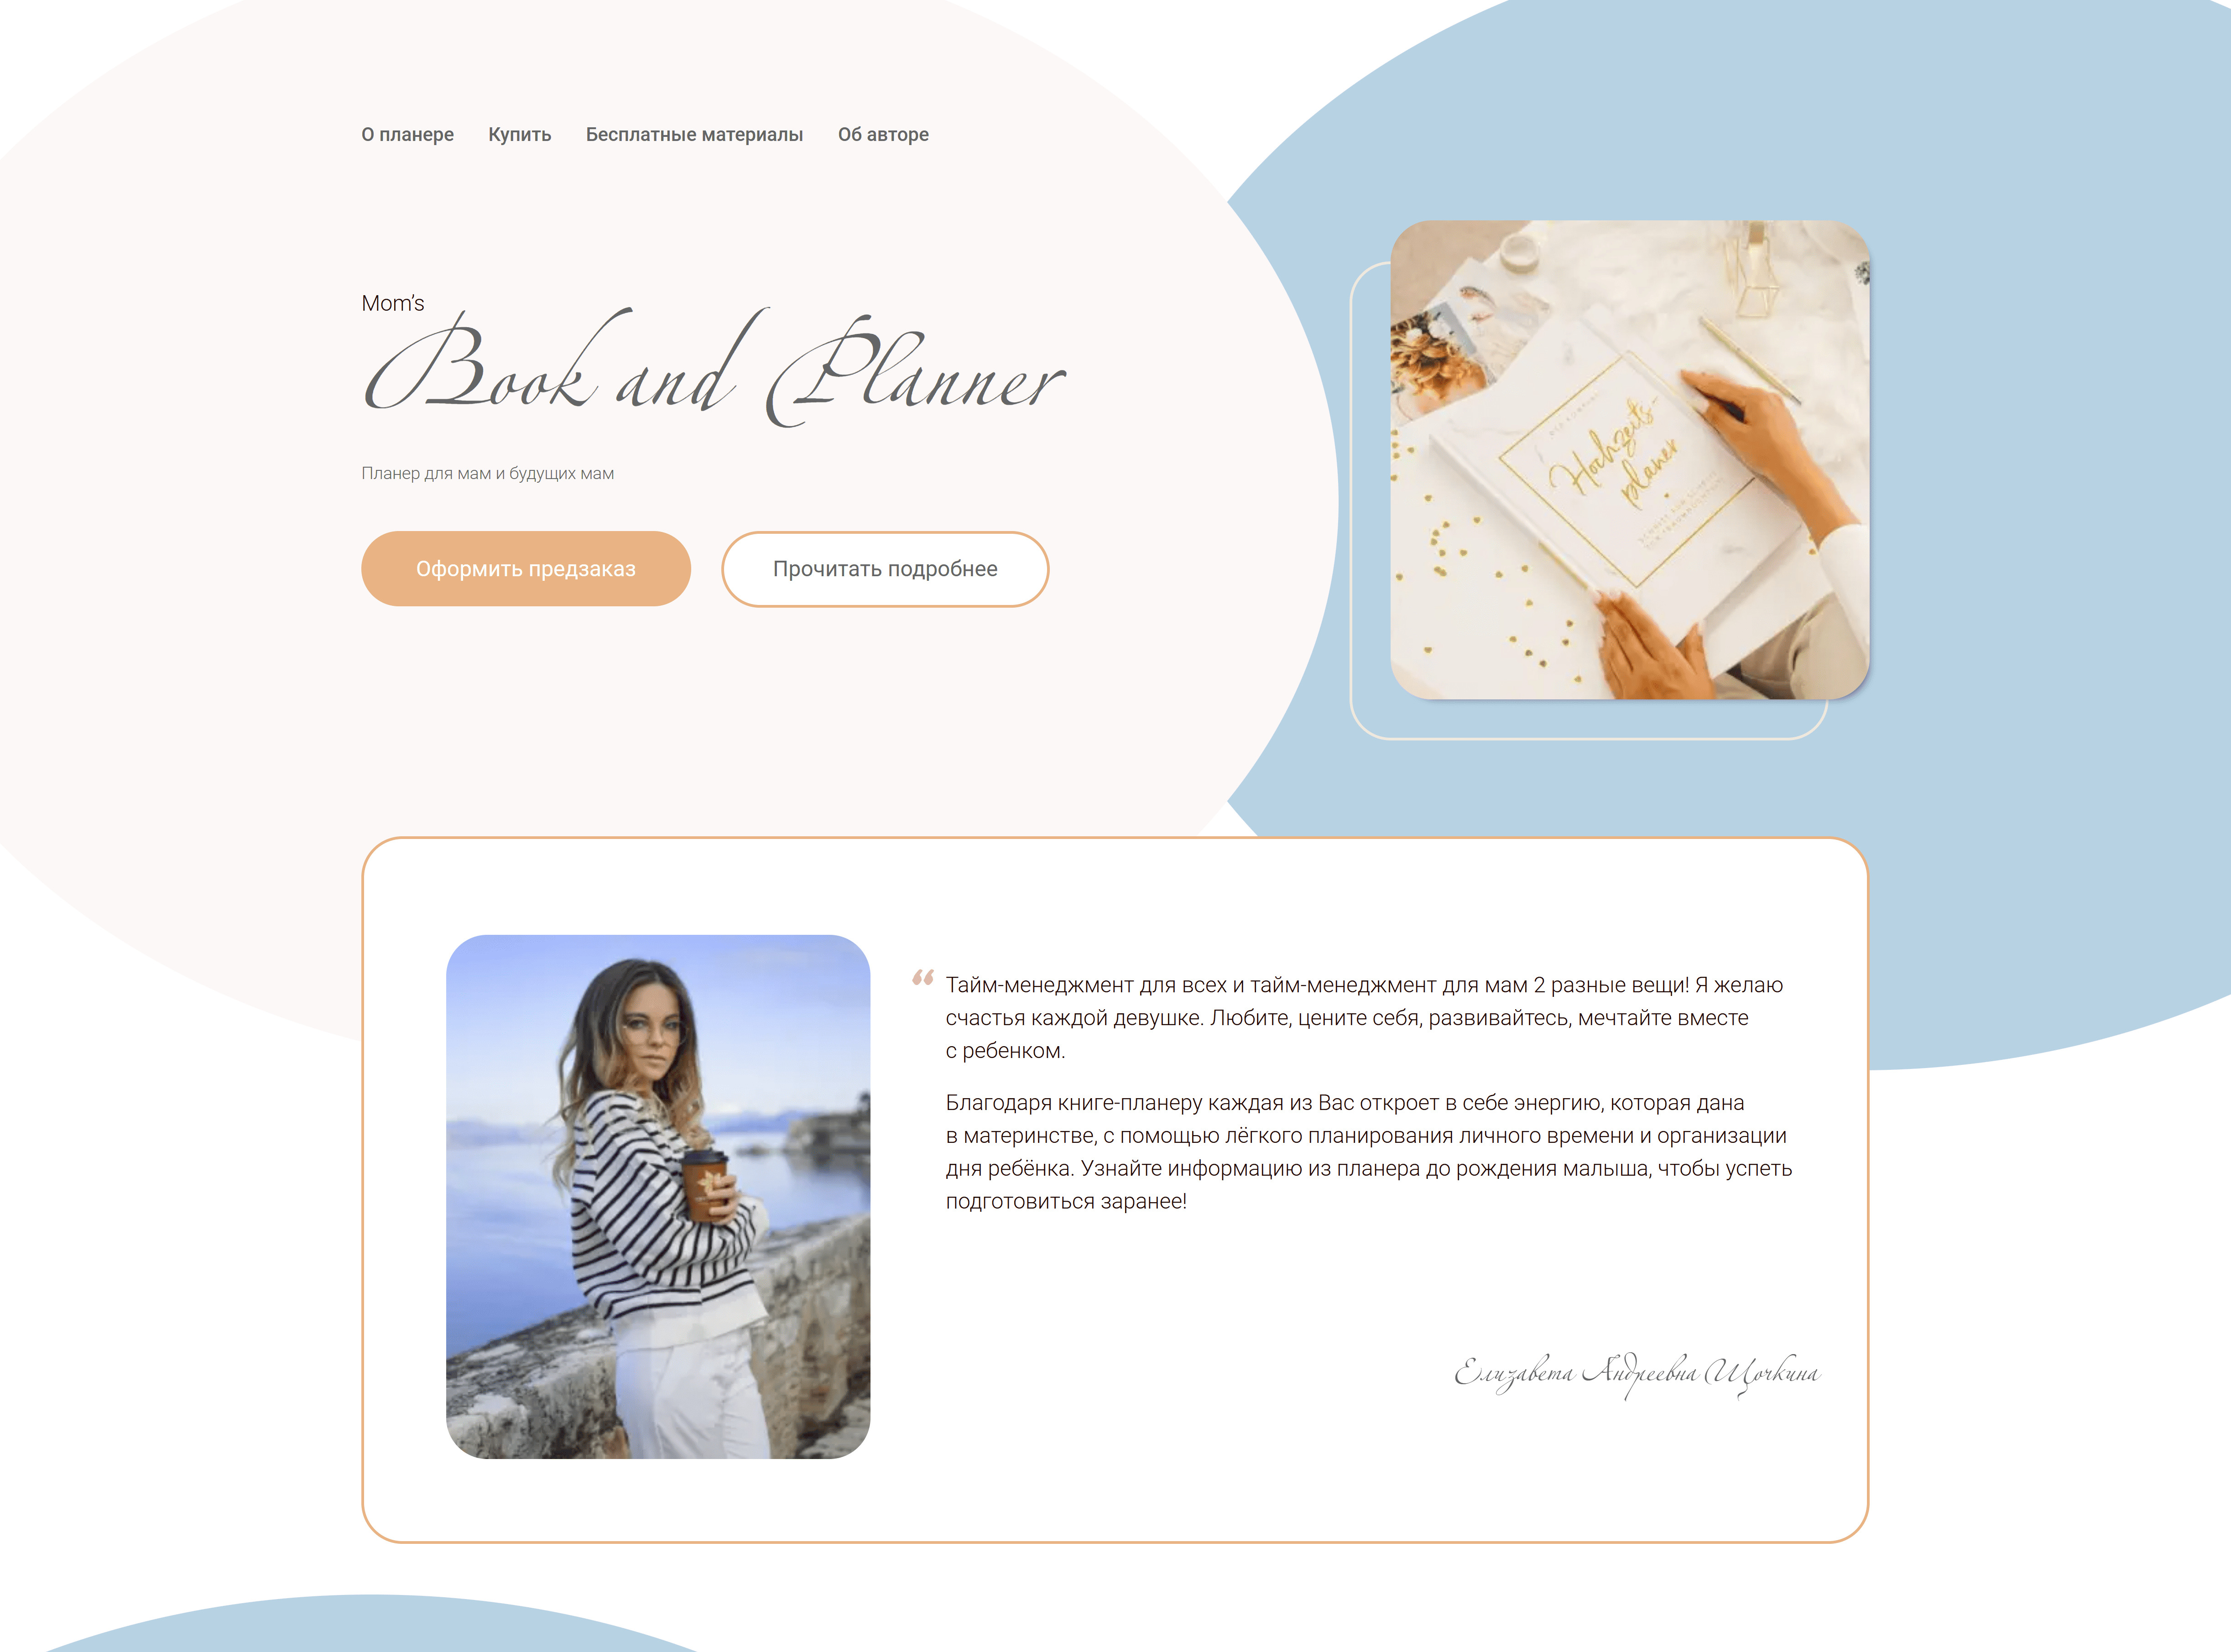 О планере Купить Бесплатные материалы Об авторе
Mom's
Book and Planner
Планер для мам и будущих мам
Оформить предзаказ Прочитать подробнее
Hochzeits-
planer
“ Тайм-менеджмент для всех и тайм-менеджмент для мам 2 разные вещи! Я желаю
счастья каждой девушке. Любите, цените себя, развивайтесь, мечтайте вместе
с ребенком.
Благодаря книге-планеру каждая из Вас откроет в себе энергию, которая дана
в материнстве, с помощью лёгкого планирования личного времени и организации
дня ребёнка. Узнайте информацию из планера до рождения малыша, чтобы успеть
подготовиться заранее!
Елизавета Андреевна Щочкина